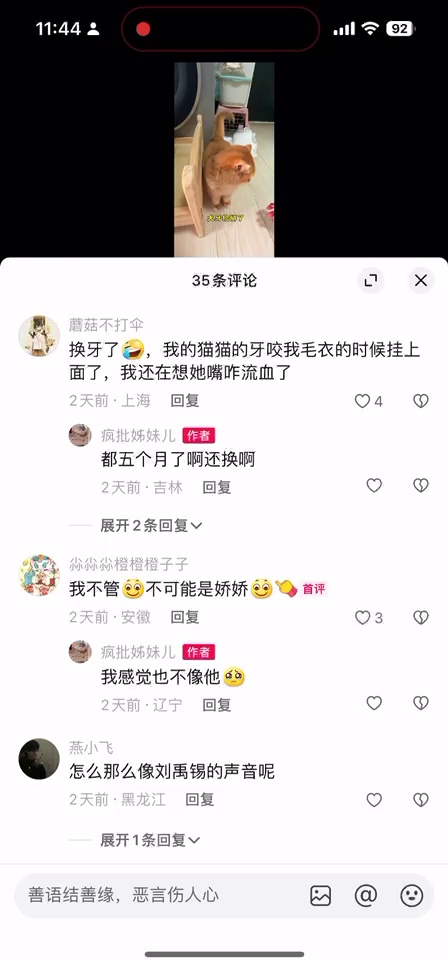 11:44
92
35条评论
蘑菇不打伞
换牙了🤣，我的猫猫的牙咬我毛衣的时候挂上
面了，我还在想她嘴咋流血了
2天前·上海 回复
4
疯批姊妹儿 作者
都五个月了啊还换啊
2天前·吉林 回复
展开2条回复
尛尛尛橙橙橙子子
我不管不可能是娇娇 首评
2天前·安徽 回复
3
疯批姊妹儿 作者
我感觉也不像他🥺
2天前·辽宁 回复
燕小飞
怎么那么像刘禹锡的声音呢
2天前·黑龙江 回复
展开1条回复
善语结善缘，恶言伤人心